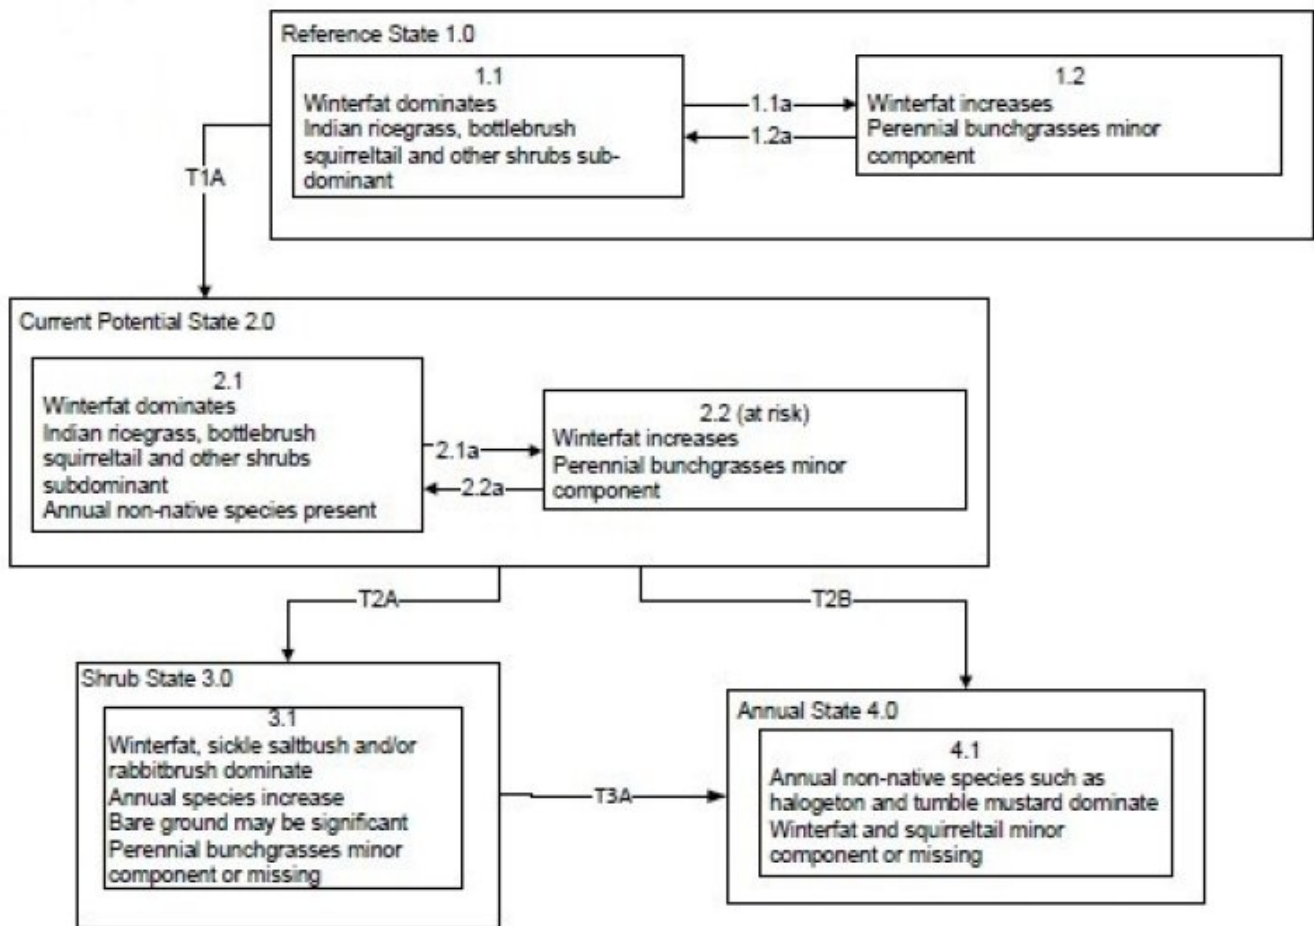 Reference State 1.0
1.1
Winterfat dominates
Indian ricegrass, bottlebrush
squirreltail and other shrubs sub-
dominant
1.1a
1.2a
1.2
Winterfat increases
Perennial bunchgrasses minor
component
T1A
Current Potential State 2.0
2.1
Winterfat dominates
Indian ricegrass, bottlebrush
squirreltail and other shrubs
subdominant
Annual non-native species present
2.1a
2.2a
2.2 (at risk)
Winterfat increases
Perennial bunchgrasses minor
component
T2A
T2B
Shrub State 3.0
3.1
Winterfat, sickle saltbush and/or
rabbitbrush dominate
Annual species increase
Bare ground may be significant
Perennial bunchgrasses minor
component or missing
T3A
Annual State 4.0
4.1
Annual non-native species such as
halogeton and tumble mustard dominate
Winterfat and squirreltail minor
component or missing